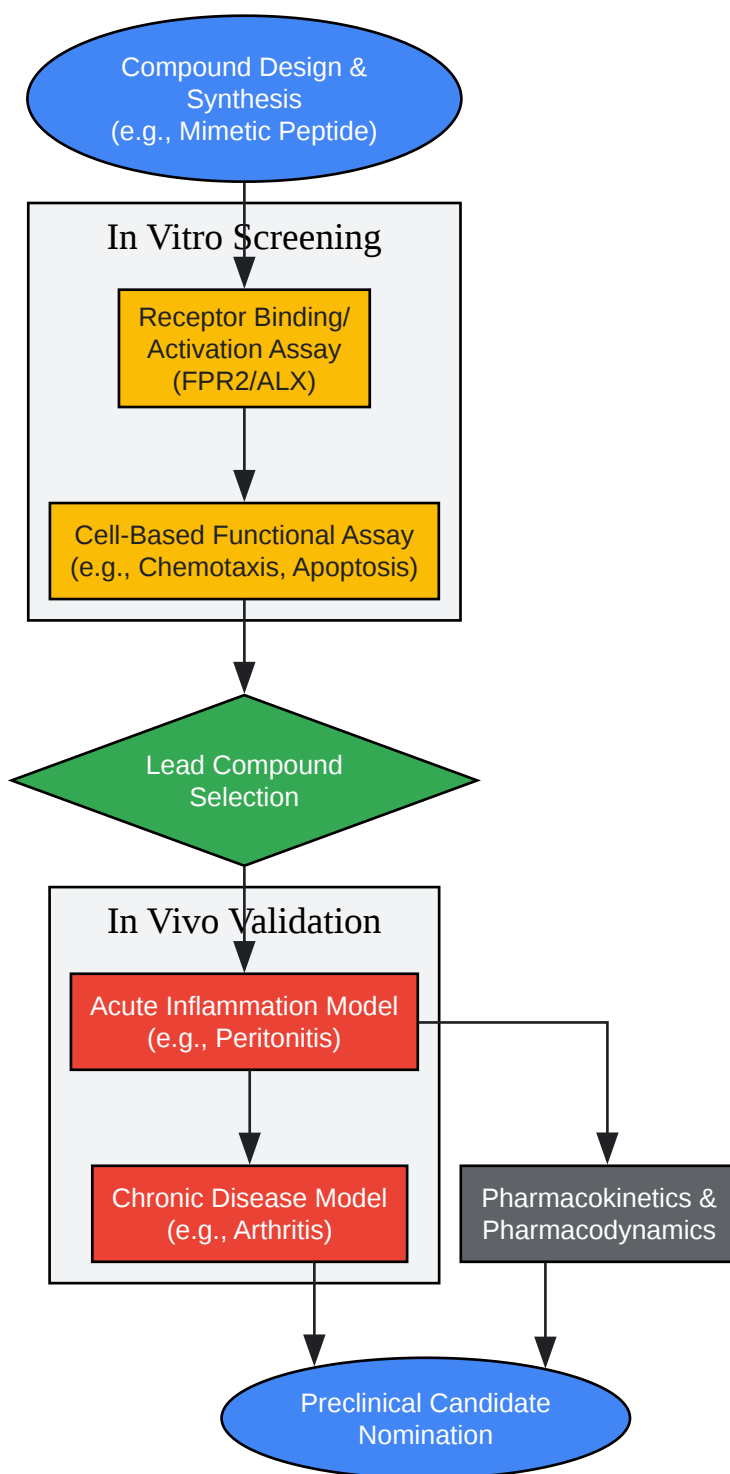 Compound Design &
Synthesis
(e.g., Mimetic Peptide)
In Vitro Screening
Receptor Binding/
Activation Assay
(FPR2/ALX)
Cell-Based Functional Assay
(e.g., Chemotaxis, Apoptosis)
Lead Compound
Selection
In Vivo Validation
Acute Inflammation Model
(e.g., Peritonitis)
Chronic Disease Model
(e.g., Arthritis)
Pharmacokinetics &
Pharmacodynamics
Preclinical Candidate
Nomination